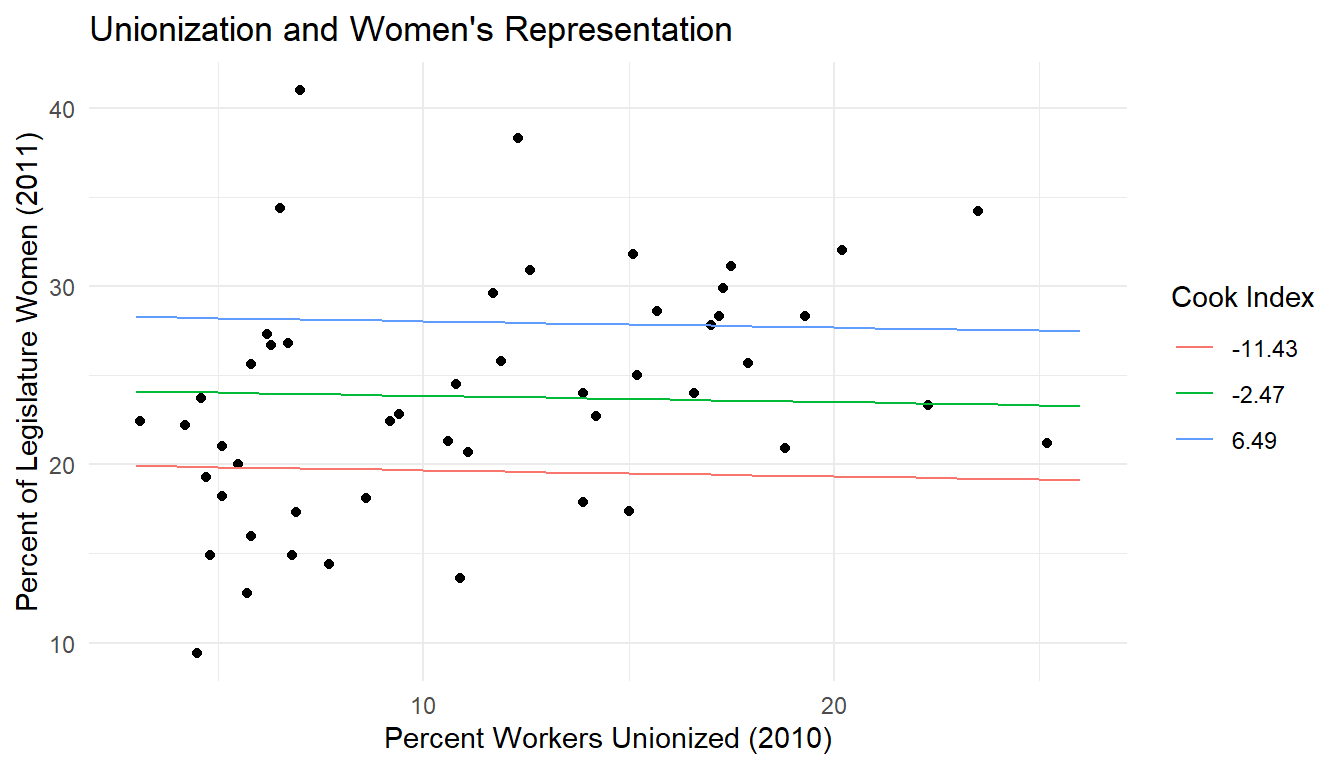 Unionization and Women's Representation
Percent of Legislature Women (2011)
40
30
20
10
10 20
Percent Workers Unionized (2010)
Cook Index
-11.43
-2.47
6.49